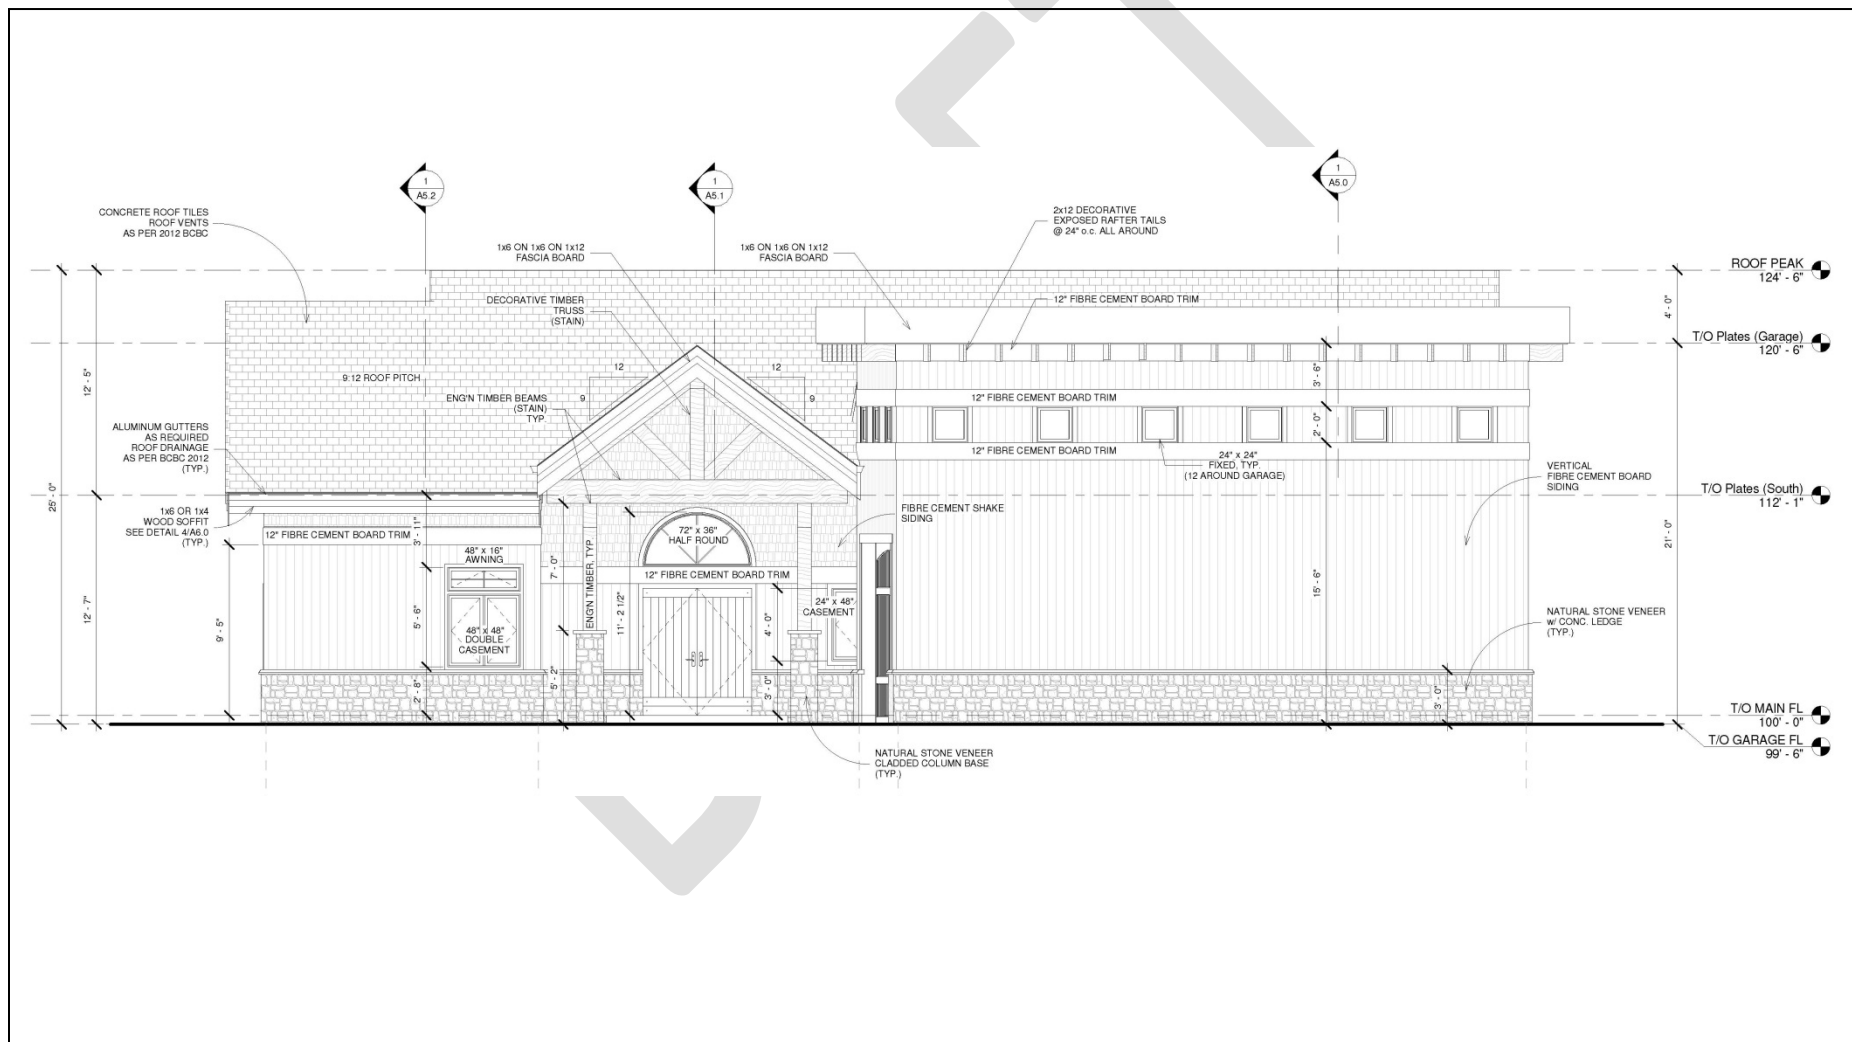 1
A5.2
1
A5.1
1
A5.0
CONCRETE ROOF TILES
ROOF VENTS
AS PER 2012 BCBC
1x6 ON 1x6 ON 1x12
FASCIA BOARD
1x6 ON 1x6 ON 1x12
FASCIA BOARD
2x12 DECORATIVE
EXPOSED RAFTER TAILS
@ 24" o.c. ALL AROUND
DECORATIVE TIMBER
TRUSS
(STAIN)
12" FIBRE CEMENT BOARD TRIM
ROOF PEAK
124' - 6"
4' - 0"
T/O Plates (Garage)
120' - 6"
12
12
9
9
9:12 ROOF PITCH
12' - 5"
3' - 6"
ENG'N TIMBER BEAMS
(STAIN)
TYP.
12" FIBRE CEMENT BOARD TRIM
2' - 0"
12" FIBRE CEMENT BOARD TRIM
24" x 24"
FIXED, TYP.
(12 AROUND GARAGE)
ALUMINUM GUTTERS
AS REQUIRED
ROOF DRAINAGE
AS PER BCBC 2012
(TYP.)
VERTICAL
FIBRE CEMENT BOARD
SIDING
T/O Plates (South)
112' - 1"
25' - 0"
1x6 OR 1x4
WOOD SOFFIT
SEE DETAIL 4/A6.0
(TYP.)
FIBRE CEMENT SHAKE
SIDING
12" FIBRE CEMENT BOARD TRIM
3' - 11"
72" x 36"
HALF ROUND
21' - 0"
48" x 16"
AWNING
7' - 0"
ENG'N TIMBER, TYP.
12" FIBRE CEMENT BOARD TRIM
15' - 6"
12' - 7"
9' - 5"
5' - 6"
11' - 2 1/2"
4' - 0"
24" x 48"
CASEMENT
48" x 48"
DOUBLE
CASEMENT
NATURAL STONE VENEER
w/ CONC. LEDGE
(TYP.)
2' - 8"
5' - 2"
3' - 0"
3' - 0"
T/O MAIN FL
100' - 0"
T/O GARAGE FL
99' - 6"
NATURAL STONE VENEER
CLADDED COLUMN BASE
(TYP.)